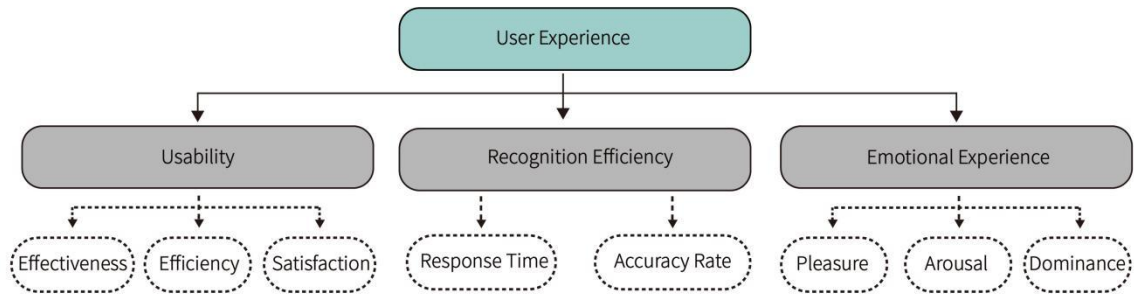 User Experience
Usability
Recognition Efficiency
Emotional Experience
Effectiveness
Efficiency
Satisfaction
Response Time
Accuracy Rate
Pleasure
Arousal
Dominance